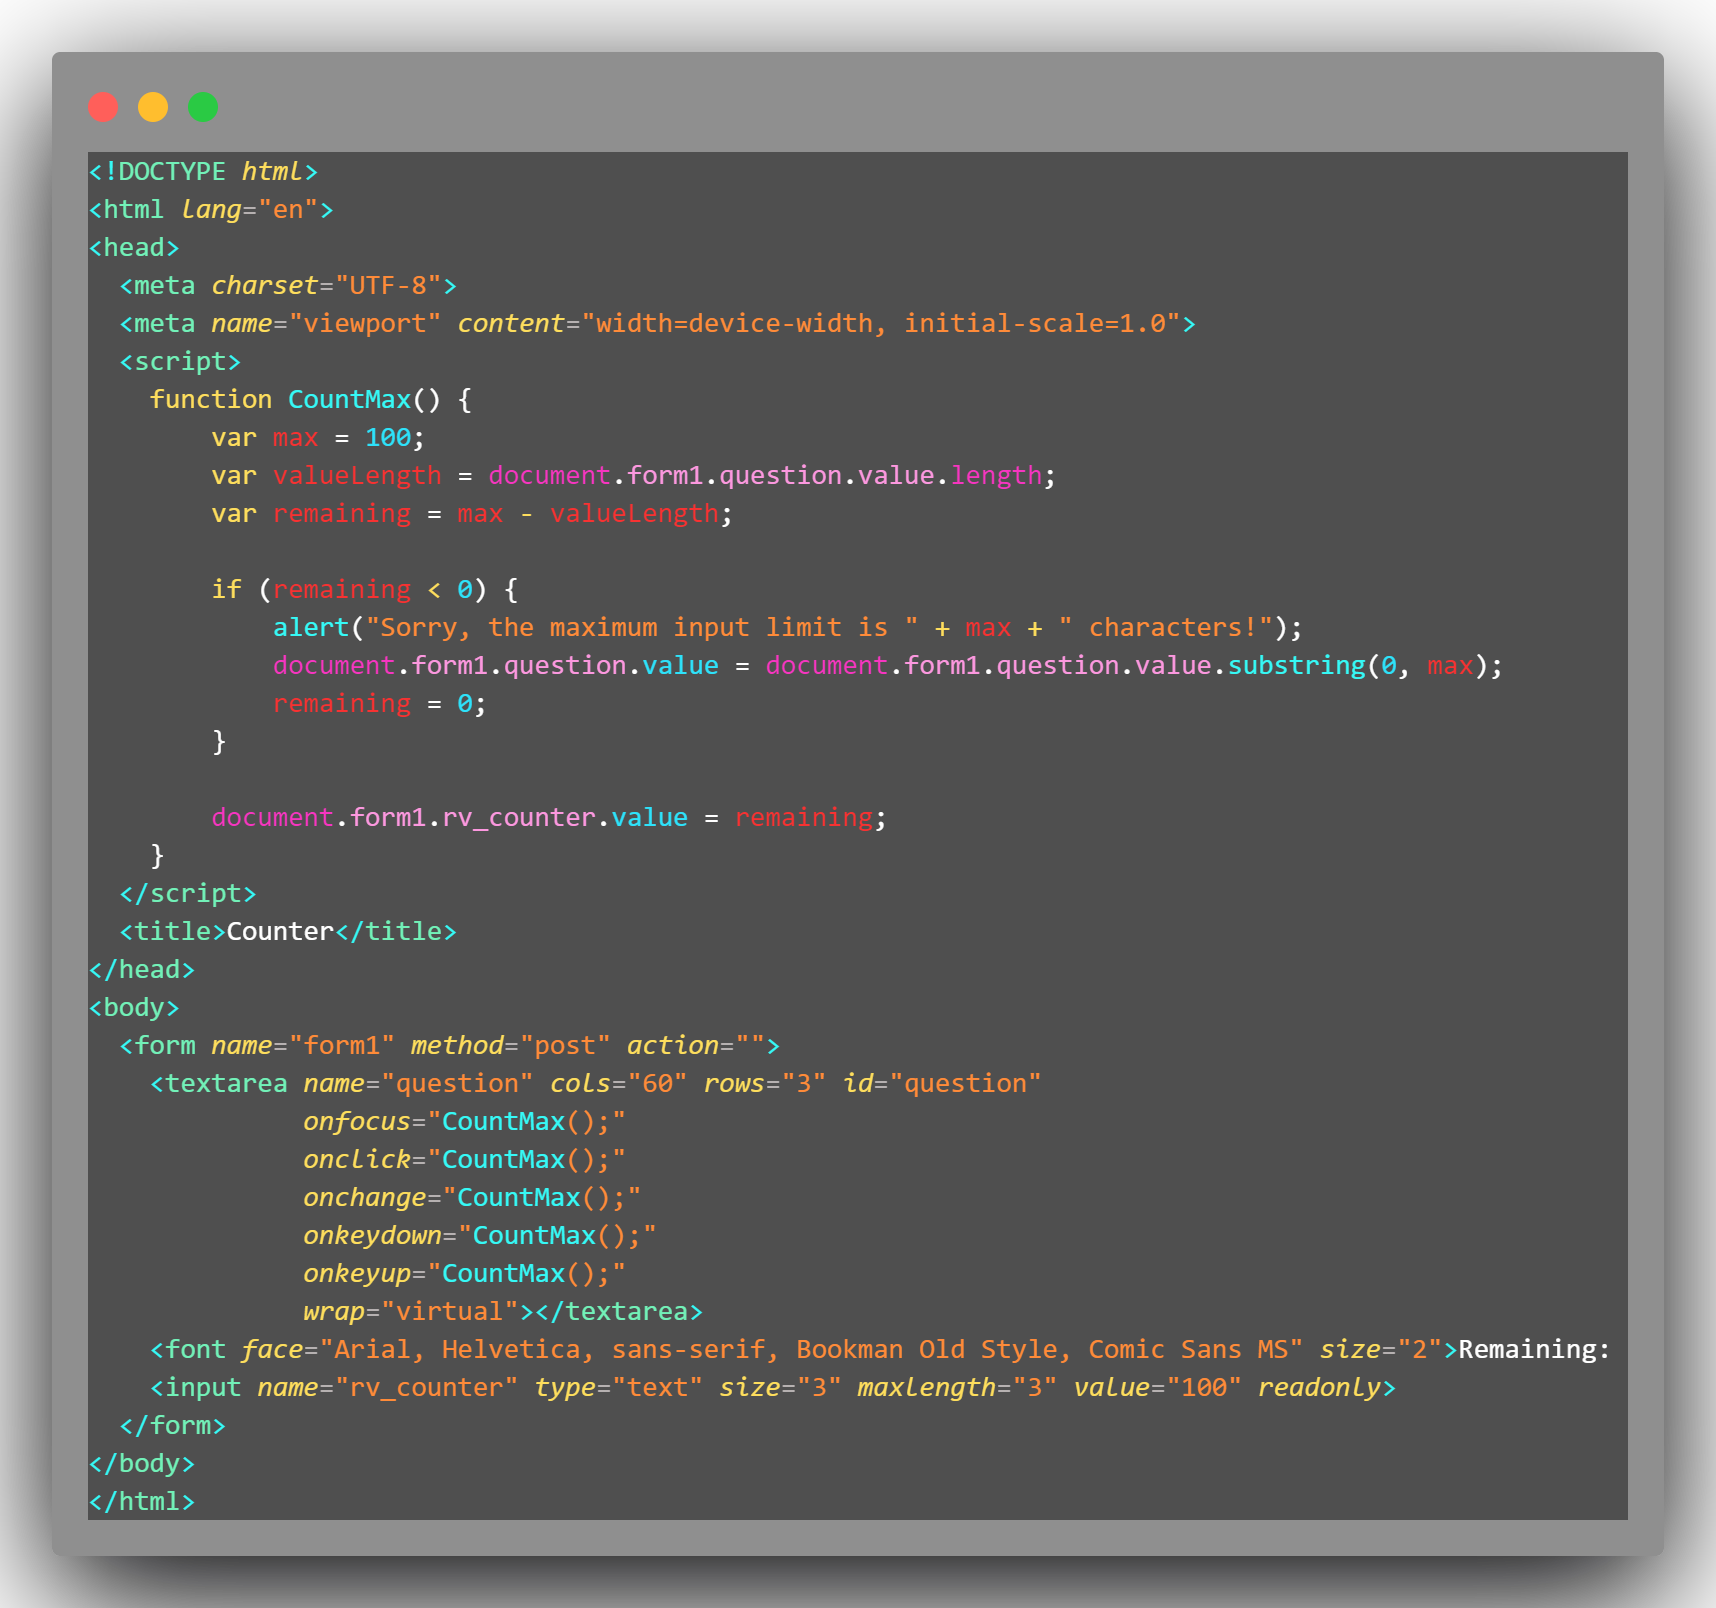 <!DOCTYPE html>
<html lang="en">
<head>
  <meta charset="UTF-8">
  <meta name="viewport" content="width=device-width, initial-scale=1.0">
  <script>
    function CountMax() {
        var max = 100;
        var valueLength = document.form1.question.value.length;
        var remaining = max - valueLength;

        if (remaining < 0) {
            alert("Sorry, the maximum input limit is " + max + " characters!");
            document.form1.question.value = document.form1.question.value.substring(0, max);
            remaining = 0;
        }

        document.form1.rv_counter.value = remaining;
    }
  </script>
  <title>Counter</title>
</head>
<body>
  <form name="form1" method="post" action="">
    <textarea name="question" cols="60" rows="3" id="question"
              onfocus="CountMax();"
              onclick="CountMax();"
              onchange="CountMax();"
              onkeydown="CountMax();"
              onkeyup="CountMax();"
              wrap="virtual"></textarea>
    <font face="Arial, Helvetica, sans-serif, Bookman Old Style, Comic Sans MS" size="2">Remaining:
    <input name="rv_counter" type="text" size="3" maxlength="3" value="100" readonly>
  </form>
</body>
</html>